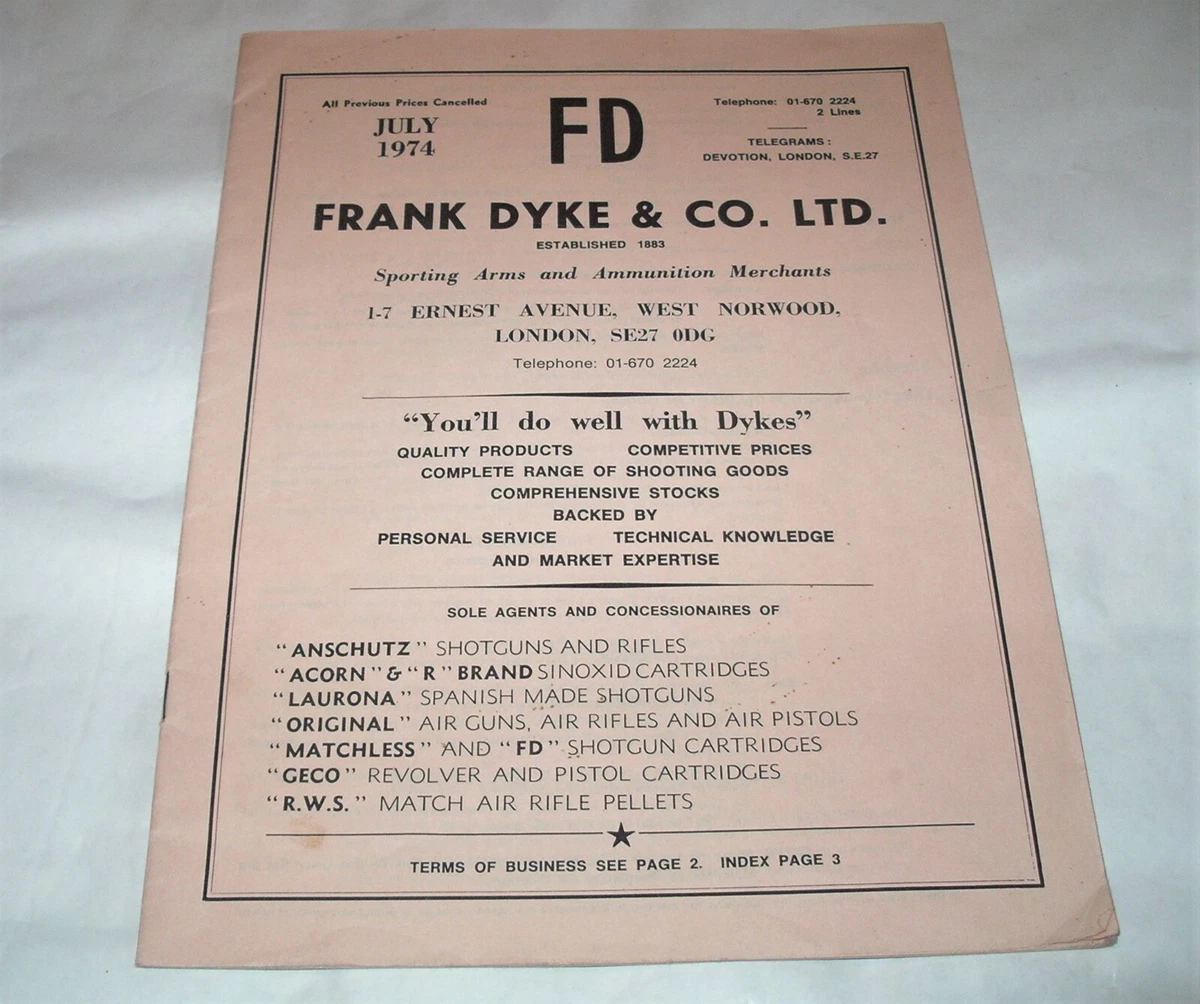 All Previous Prices Cancelled
JULY
1974
FD
Telephone: 01-670 2224
2 Lines
TELEGRAMS:
DEVOTION, LONDON, S.E.27
FRANK DYKE & CO. LTD.
ESTABLISHED 1883
Sporting Arms and Ammunition Merchants
1-7 ERNEST AVENUE, WEST NORWOOD,
LONDON, SE27 0DG
Telephone: 01-670 2224
“You’ll do well with Dykes”
QUALITY PRODUCTS COMPETITIVE PRICES
COMPLETE RANGE OF SHOOTING GOODS
COMPREHENSIVE STOCKS
BACKED BY
PERSONAL SERVICE TECHNICAL KNOWLEDGE
AND MARKET EXPERTISE
SOLE AGENTS AND CONCESSIONAIRES OF
“ANSCHUTZ” SHOTGUNS AND RIFLES
“ACORN” & “R” BRAND SINOXID CARTRIDGES
“LAURONA” SPANISH MADE SHOTGUNS
“ORIGINAL” AIR GUNS, AIR RIFLES AND AIR PISTOLS
“MATCHLESS” AND “FD” SHOTGUN CARTRIDGES
“GECO” REVOLVER AND PISTOL CARTRIDGES
“R.W.S.” MATCH AIR RIFLE PELLETS
TERMS OF BUSINESS SEE PAGE 2. INDEX PAGE 3